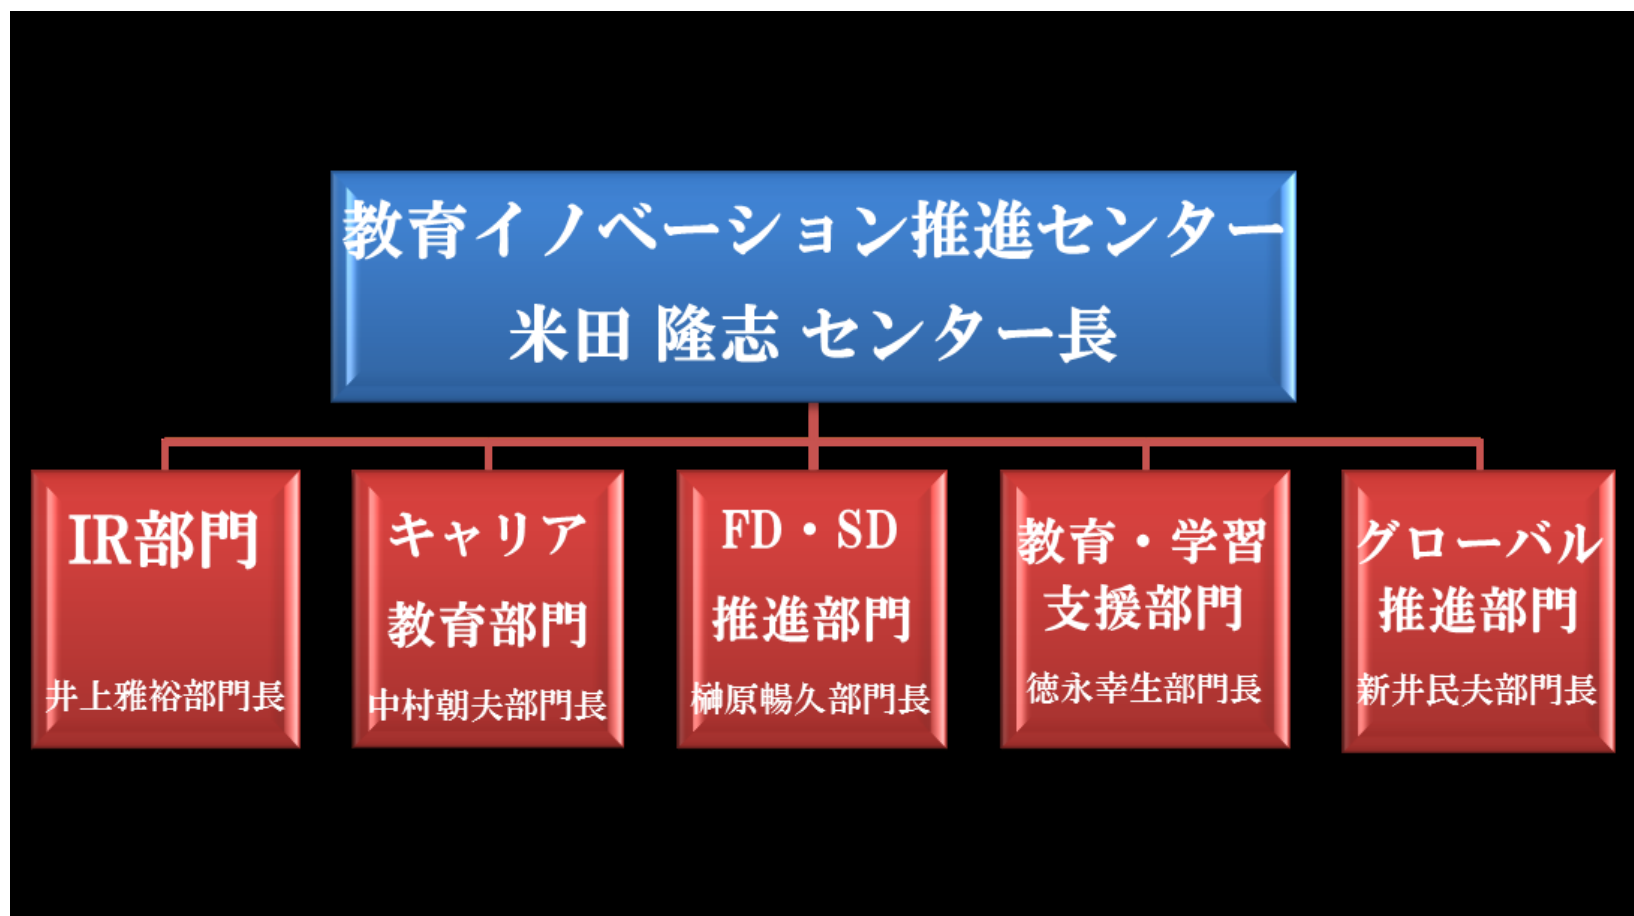 教育イノベーション推進センター
米田 隆志 センター長
IR部門
井上雅裕部門長
キャリア
教育部門
中村朝夫部門長
FD・SD
推進部門
榊原暢久部門長
教育・学習
支援部門
徳永幸生部門長
グローバル
推進部門
新井民夫部門長